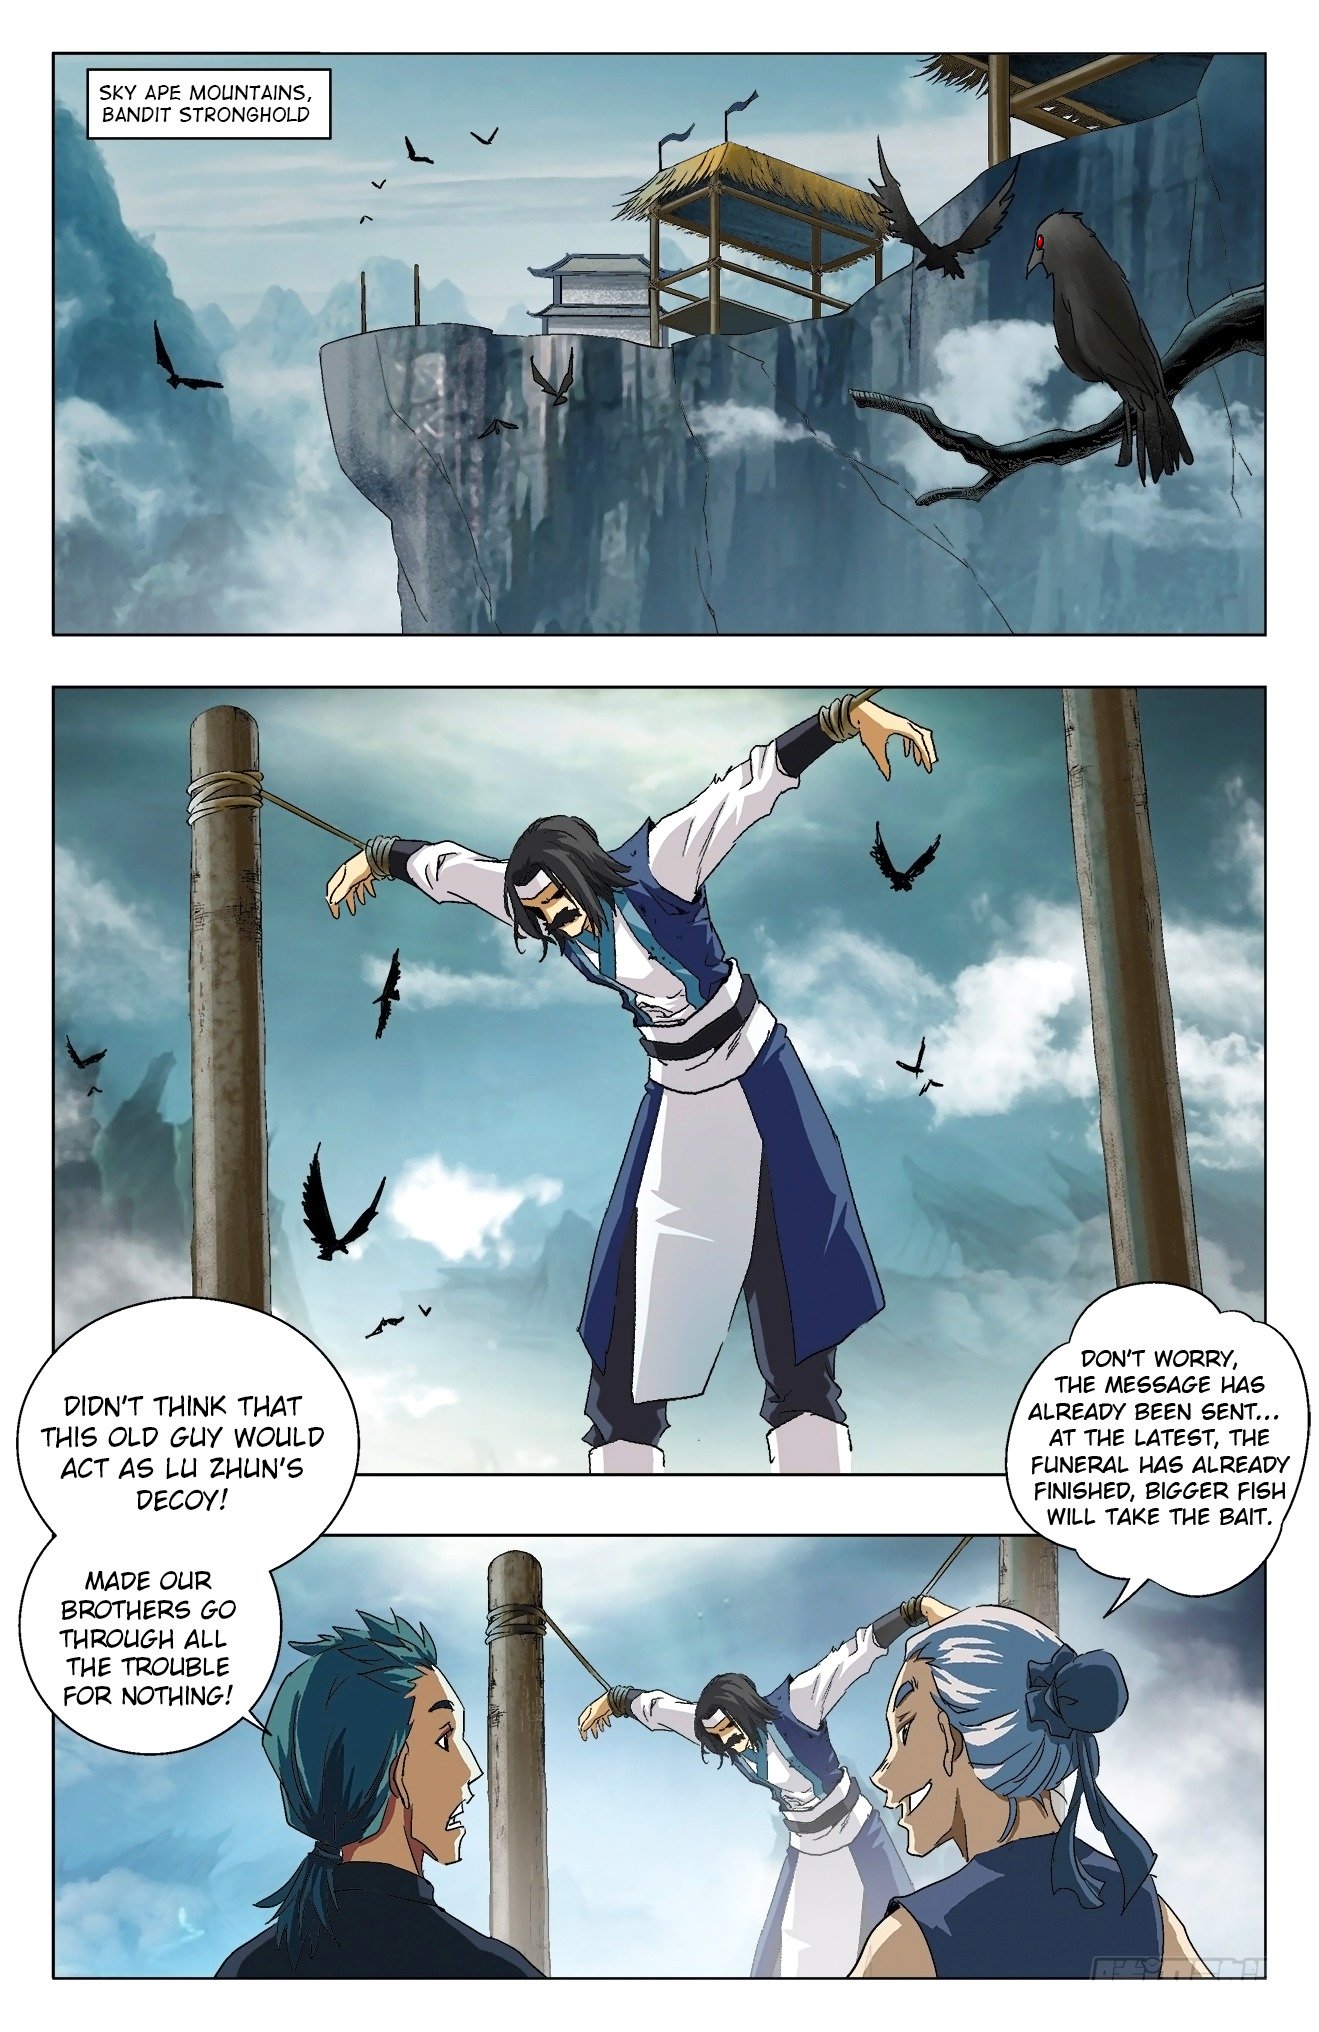 SKY APE MOUNTAINS,
BANDIT STRONGHOLD
DIDN'T THINK THAT
THIS OLD GUY WOULD
ACT AS LU ZHUN'S
DECOY!
MADE OUR
BROTHERS GO
THROUGH ALL
THE TROUBLE
FOR NOTHING!
DON'T WORRY,
THE MESSAGE HAS
ALREADY BEEN SENT...
AT THE LATEST, THE
FUNERAL HAS ALREADY
FINISHED, BIGGER FISH
WILL TAKE THE BAIT.